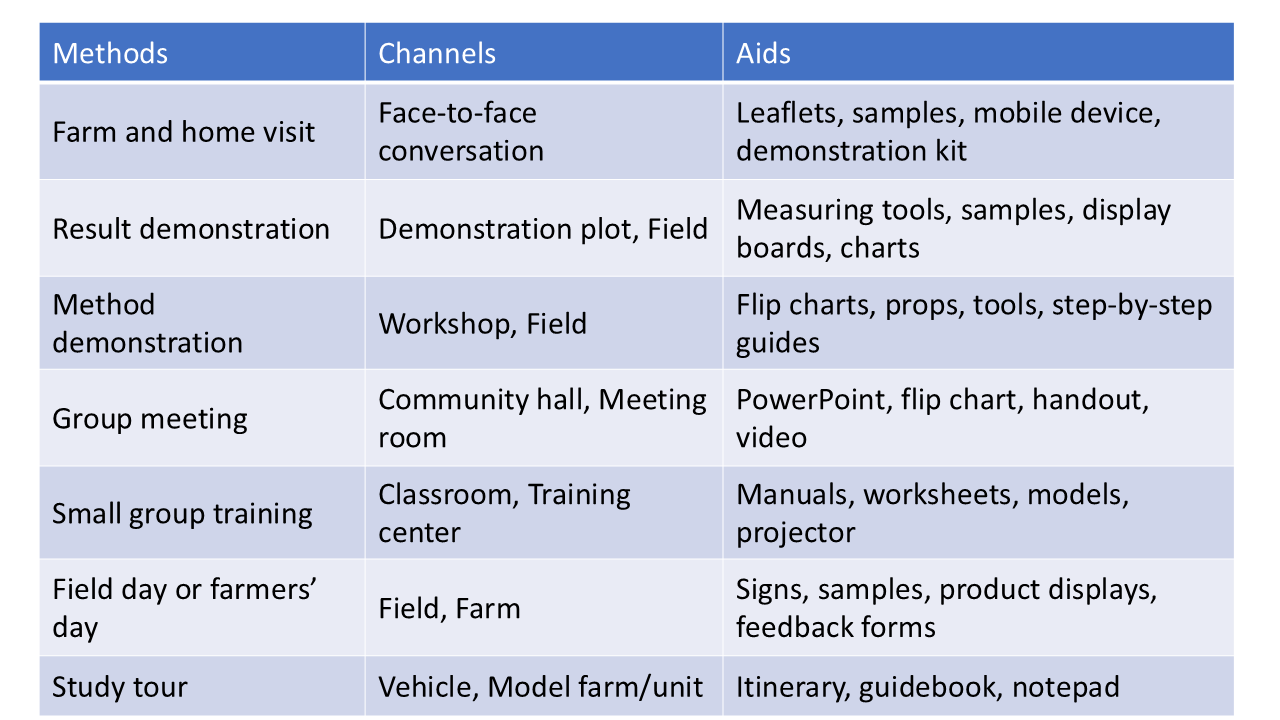 Methods
Channels
Aids
Farm and home visit
Face-to-face
conversation
Leaflets, samples, mobile device,
demonstration kit
Result demonstration
Demonstration plot, Field
Measuring tools, samples, display
boards, charts
Method
demonstration
Workshop, Field
Flip charts, props, tools, step-by-step
guides
Group meeting
Community hall, Meeting
room
PowerPoint, flip chart, handout,
video
Small group training
Classroom, Training
center
Manuals, worksheets, models,
projector
Field day or farmers’
day
Field, Farm
Signs, samples, product displays,
feedback forms
Study tour
Vehicle, Model farm/unit
Itinerary, guidebook, notepad